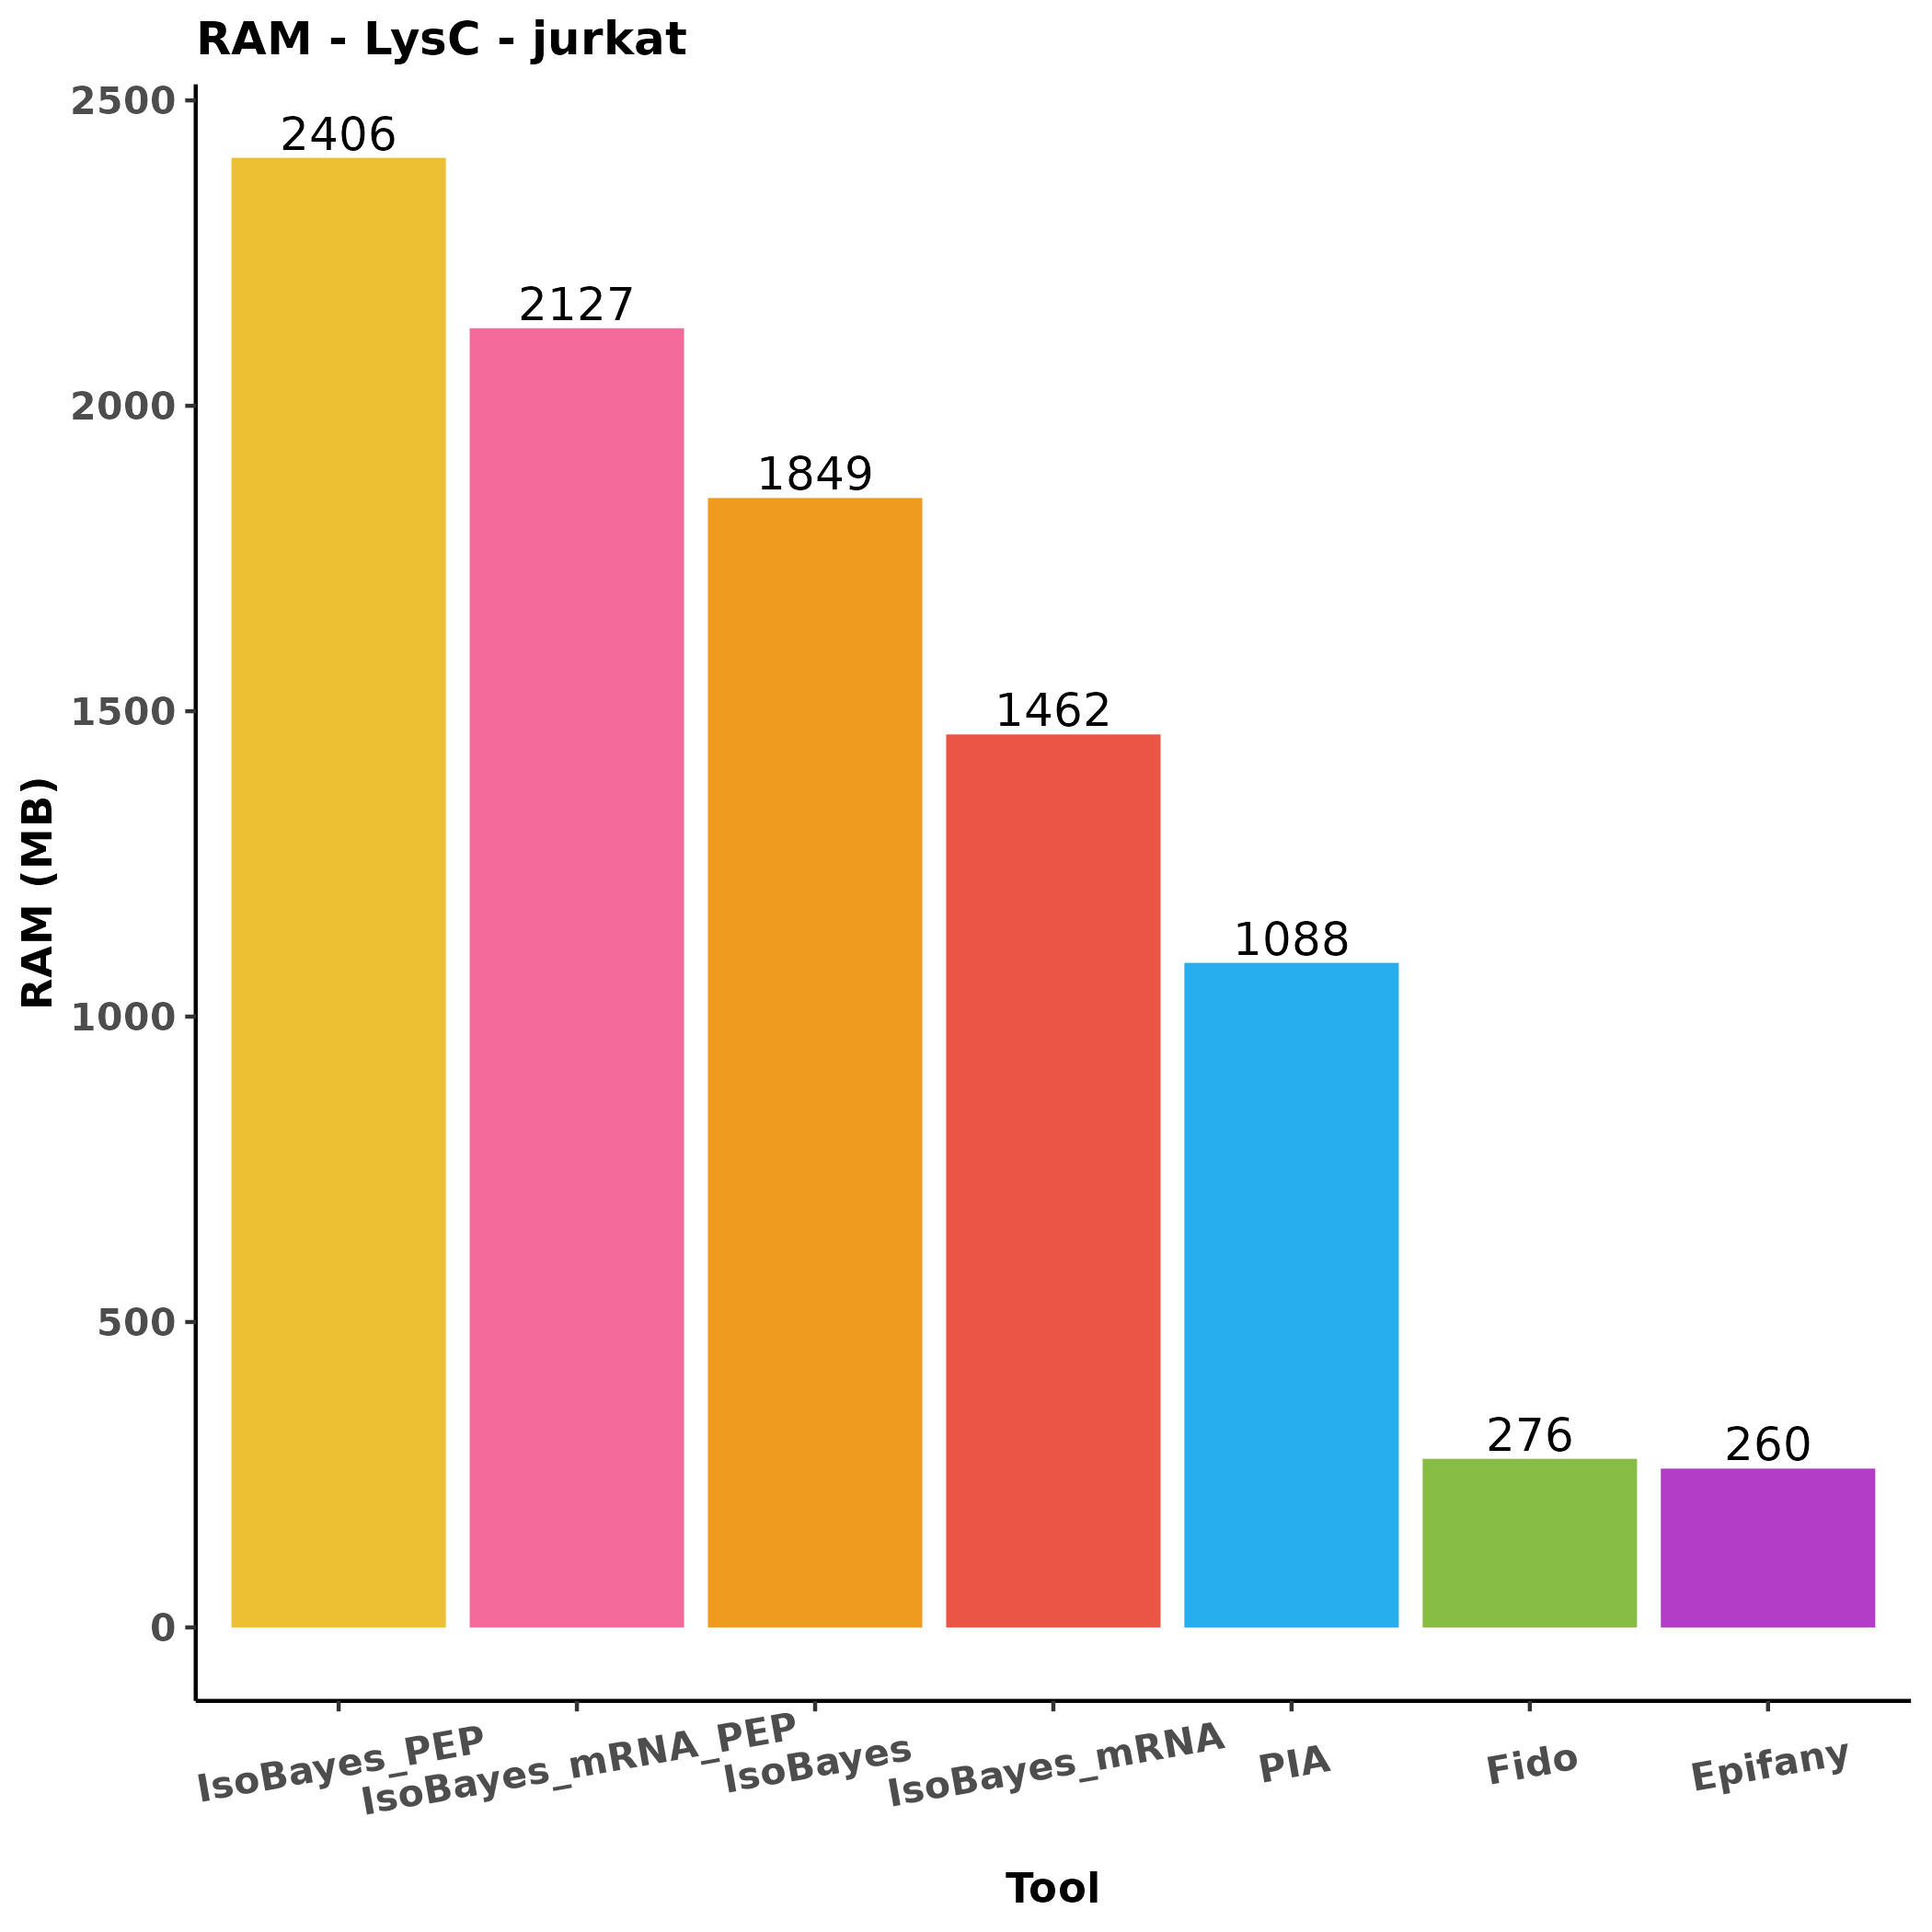 RAM - LysC - jurkat
RAM (MB)
2500
2000
1500
1000
500
0
2406
2127
1849
1462
1088
276
260
IsoBayes_PEP
IsoBayes_mRNA_PEP
IsoBayes
IsoBayes_mRNA
PIA
Fido
Epifany
Tool